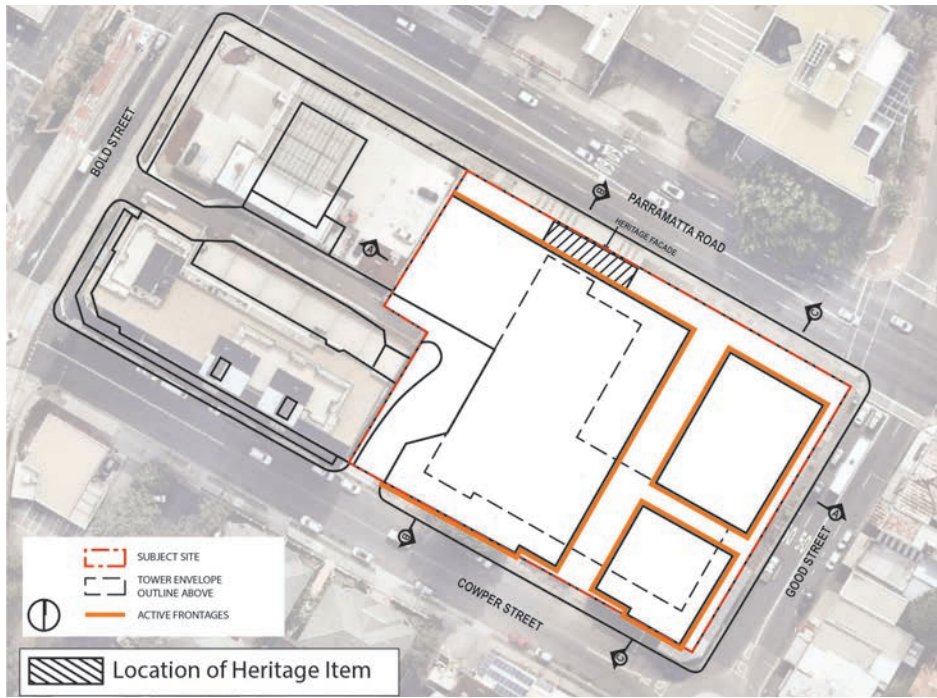 BOLD STREET
PARRAMATTA ROAD
HERITAGE FACADE
B
A
C
A
B
C
GOOD STREET
COWPER STREET
SUBJECT SITE
TOWER ENVELOPE
OUTLINE ABOVE
ACTIVE FRONTAGES
Location of Heritage Item